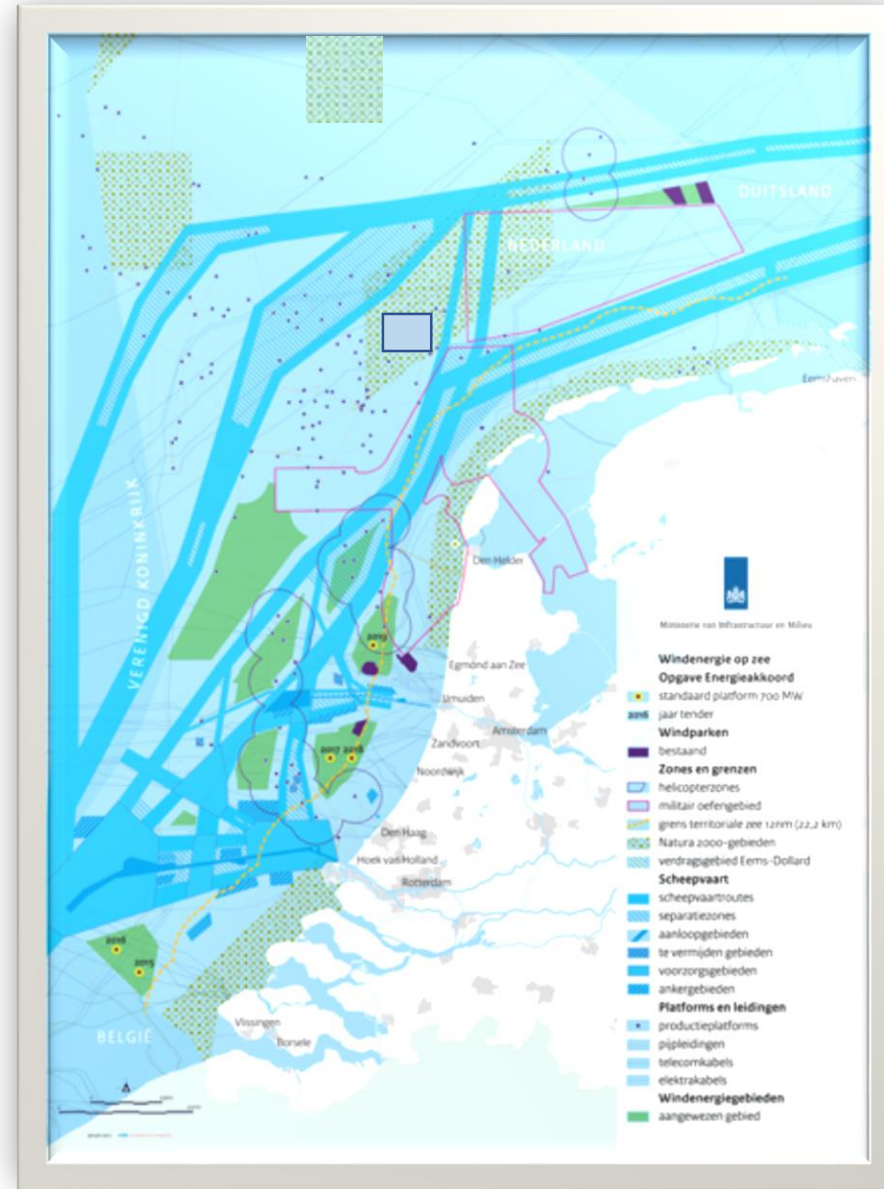 DUITSLAND
NEDERLAND
Eemshaven
VERENIGD KONINKRIJK
Den Helder
2019
Egmond aan Zee
IJmuiden
Amsterdam
Zandvoort
2017 2018
Noordwijk
Den Haag
Hoek van Holland
Rotterdam
2016
2015
Vlissingen
Borsele
BELGIË
Ministerie van Infrastructuur en Milieu
Windenergie op zee
Opgave Energieakkoord
standaard platform 700 MW
2016 jaar tender
Windparken
bestaand
Zones en grenzen
helicopterzones
militair oefengebied
grens territoriale zee 12nm (22,2 km)
Natura 2000-gebieden
verdragsgebied Eems-Dollard
Scheepvaart
scheepvaartroutes
separatiezones
aanloopgebieden
te vermijden gebieden
voorzorgsgebieden
ankergebieden
Platforms en leidingen
productieplatforms
pijpleidingen
telecomkabels
elektrakabels
Windenergiegebieden
aangewezen gebied